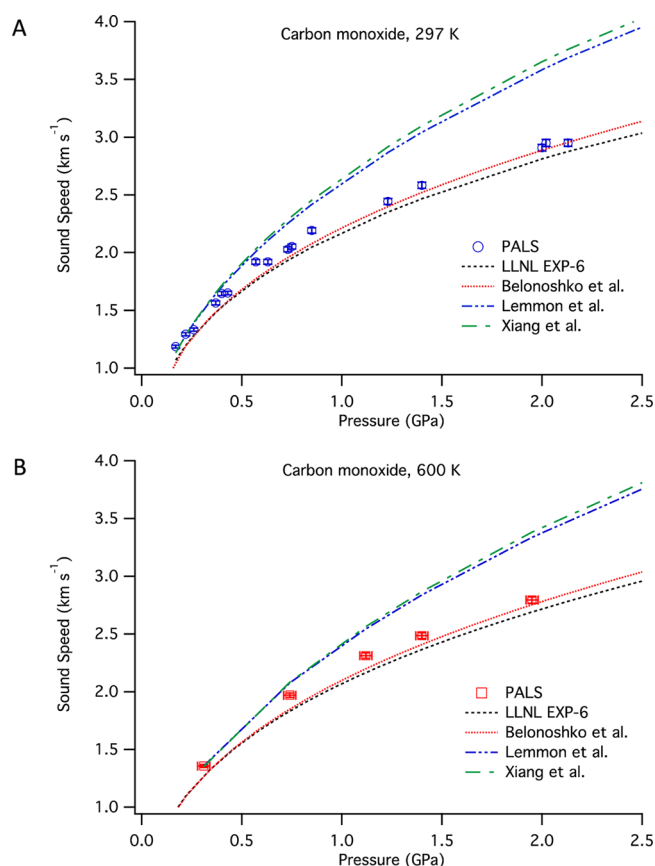 A
Carbon monoxide, 297 K
4.0
3.5
3.0
2.5
2.0
1.5
1.0
Sound Speed (km s⁻¹)
PALS
LLNL EXP-6
Belonoshko et al.
Lemmon et al.
Xiang et al.
0.0 0.5 1.0 1.5 2.0 2.5
Pressure (GPa)
B
Carbon monoxide, 600 K
4.0
3.5
3.0
2.5
2.0
1.5
1.0
Sound Speed (km s⁻¹)
PALS
LLNL EXP-6
Belonoshko et al.
Lemmon et al.
Xiang et al.
0.0 0.5 1.0 1.5 2.0 2.5
Pressure (GPa)